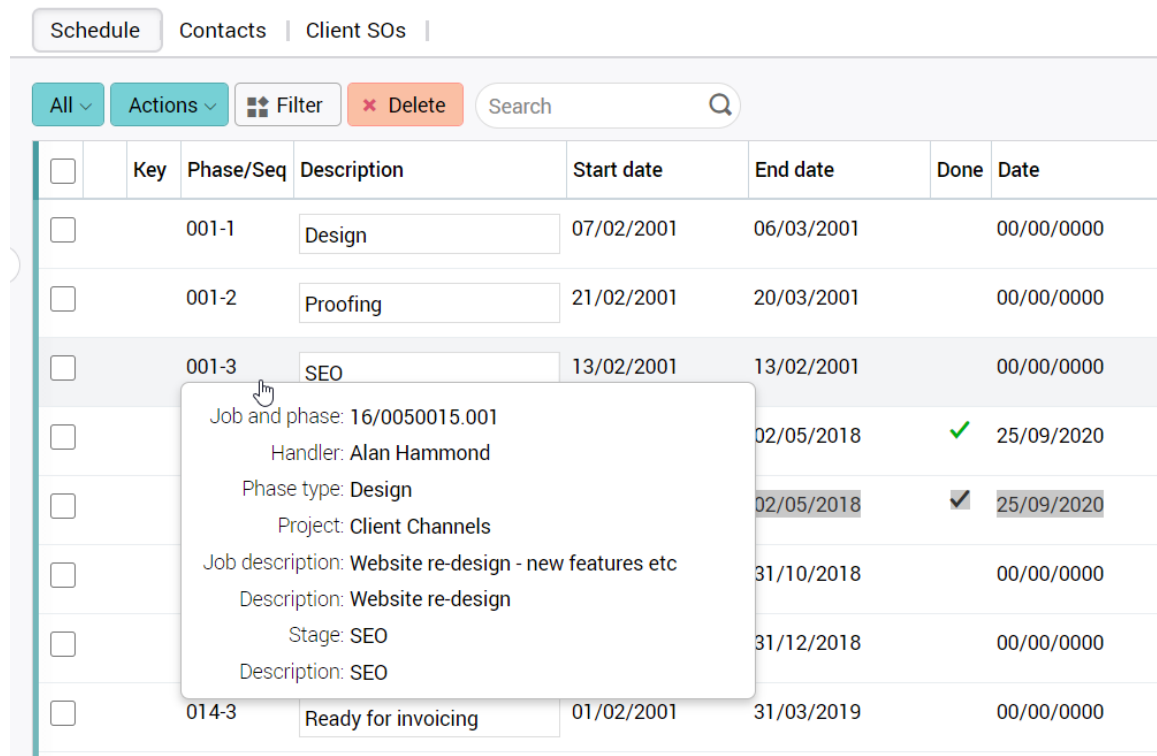 Schedule Contacts | Client SOs |
All Actions Filter Delete Search
Key Phase/Seq Description Start date End date Done Date
001-1 Design 07/02/2001 06/03/2001 00/00/0000
001-2 Proofing 21/02/2001 20/03/2001 00/00/0000
001-3 SEO 13/02/2001 13/02/2001 00/00/0000
Job and phase: 16/0050015.001
02/05/2018 25/09/2020
Handler: Alan Hammond
Phase type: Design
02/05/2018 25/09/2020
Project: Client Channels
Job description: Website re-design - new features etc
31/10/2018 00/00/0000
Description: Website re-design
Stage: SEO
31/12/2018 00/00/0000
Description: SEO
014-3 Ready for invoicing 01/02/2001 31/03/2019 00/00/0000